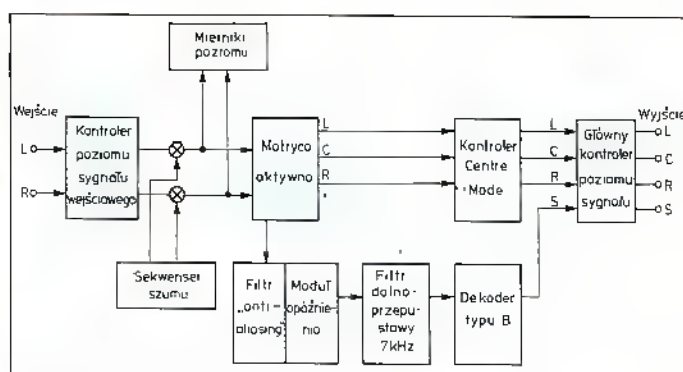 Mierniki
poziomu
Wejście
L
R
Kontroler
poziomu
sygnału
wejściowego
Sekwenser
szumu
Matryca
aktywna
L
C
R
Kontroler
Centre
Mode
L
C
R
S
Główny
kontroler
poziomu
sygnału
Wyjście
L
C
R
S
Filtr
„anti-
aliasing”
Moduł
opóźnie-
nia
Filtr
dolno-
przepu-
stowy
7kHz
Dekoder
typu B